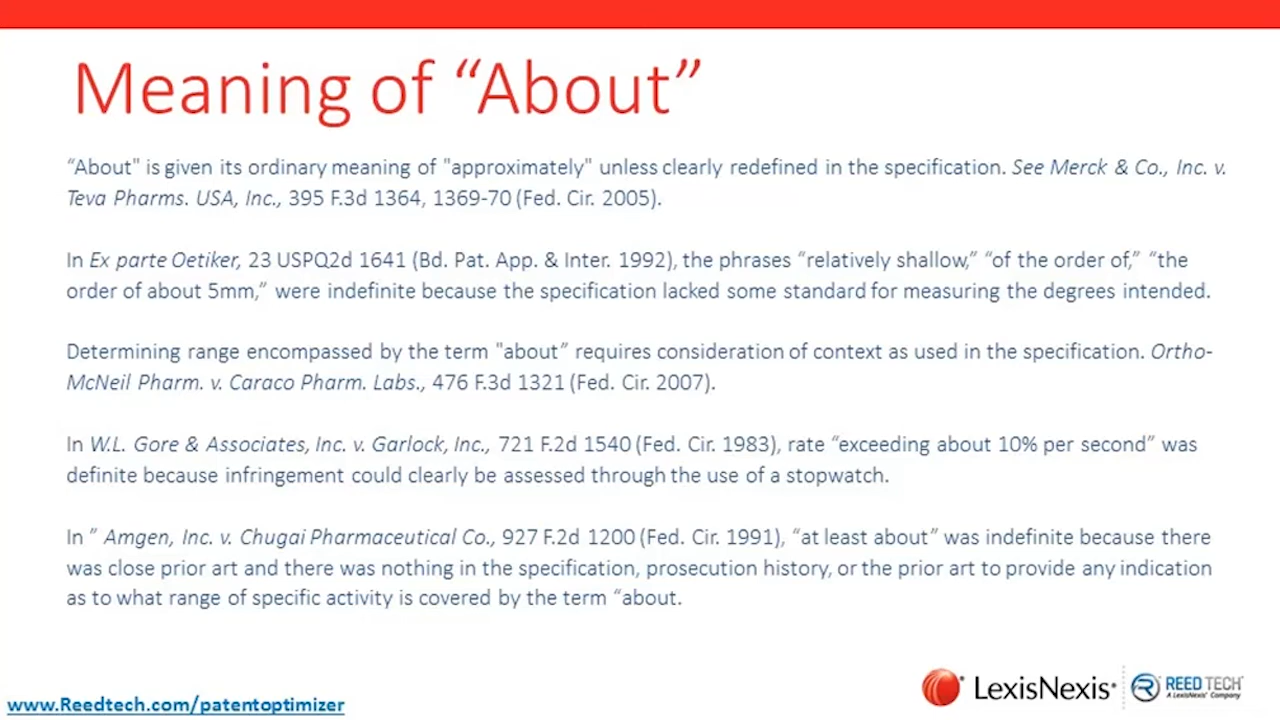 Meaning of “About”
“About" is given its ordinary meaning of "approximately" unless clearly redefined in the specification. See Merck & Co., Inc. v.
Teva Pharms. USA, Inc., 395 F.3d 1364, 1369-70 (Fed. Cir. 2005).
In Ex parte Oetiker, 23 USPQ2d 1641 (Bd. Pat. App. & Inter. 1992), the phrases “relatively shallow,” “of the order of,” “the
order of about 5mm,” were indefinite because the specification lacked some standard for measuring the degrees intended.
Determining range encompassed by the term "about” requires consideration of context as used in the specification. Ortho-
McNeil Pharm. v. Caraco Pharm. Labs., 476 F.3d 1321 (Fed. Cir. 2007).
In W.L. Gore & Associates, Inc. v. Garlock, Inc., 721 F.2d 1540 (Fed. Cir. 1983), rate “exceeding about 10% per second” was
definite because infringement could clearly be assessed through the use of a stopwatch.
In ” Amgen, Inc. v. Chugai Pharmaceutical Co., 927 F.2d 1200 (Fed. Cir. 1991), “at least about” was indefinite because there
was close prior art and there was nothing in the specification, prosecution history, or the prior art to provide any indication
as to what range of specific activity is covered by the term “about.
www.Reedtech.com/patentoptimizer
LexisNexis®
REED TECH
A LexisNexis® Company